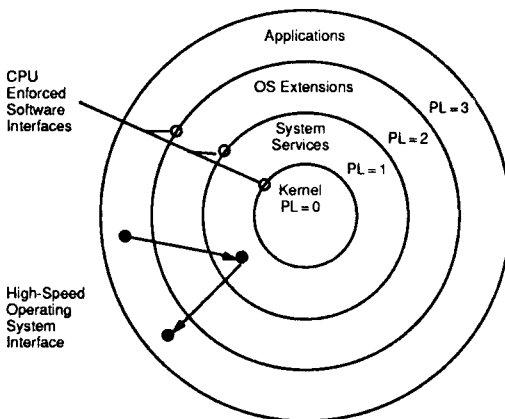 Applications
CPU
Enforced
Software
Interfaces
OS Extensions
PL = 3
System
Services
PL = 2
PL = 1
Kernel
PL = 0
High-Speed
Operating
System
Interface